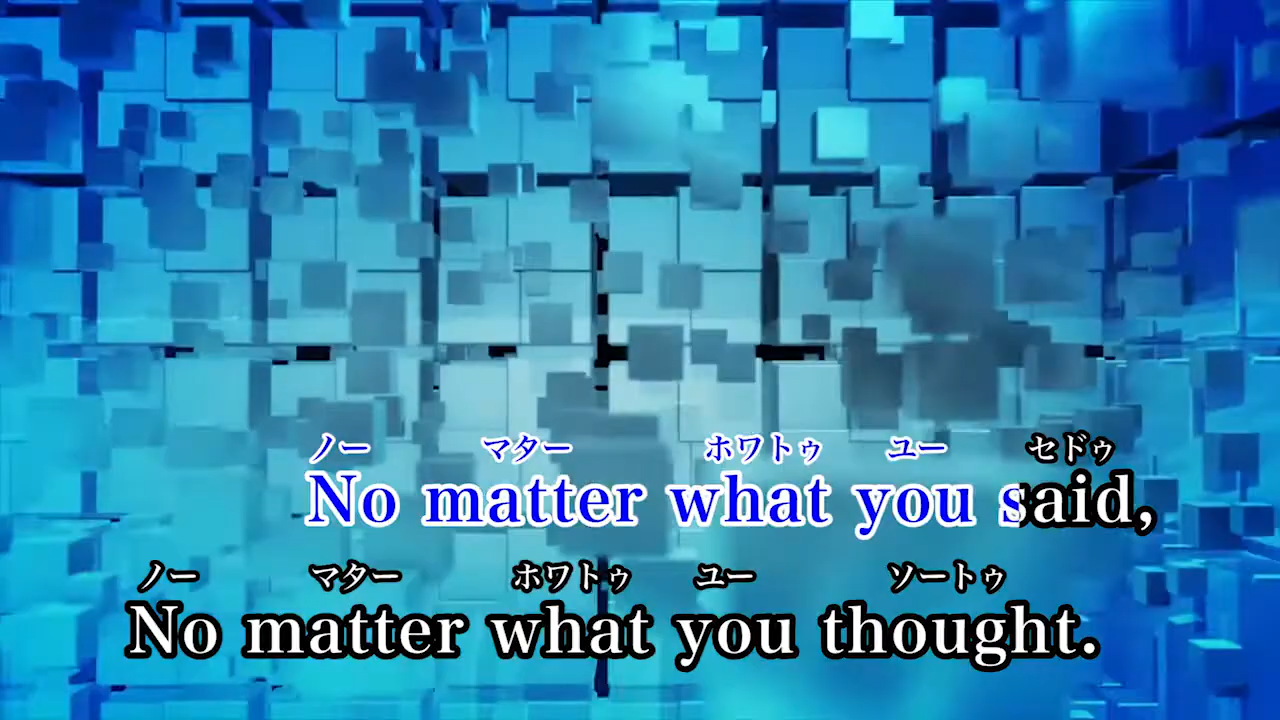 ノー マター ホワトゥ ユー セドゥ
No matter what you said,
ノー マター ホワトゥ ユー ソートゥ
No matter what you thought.